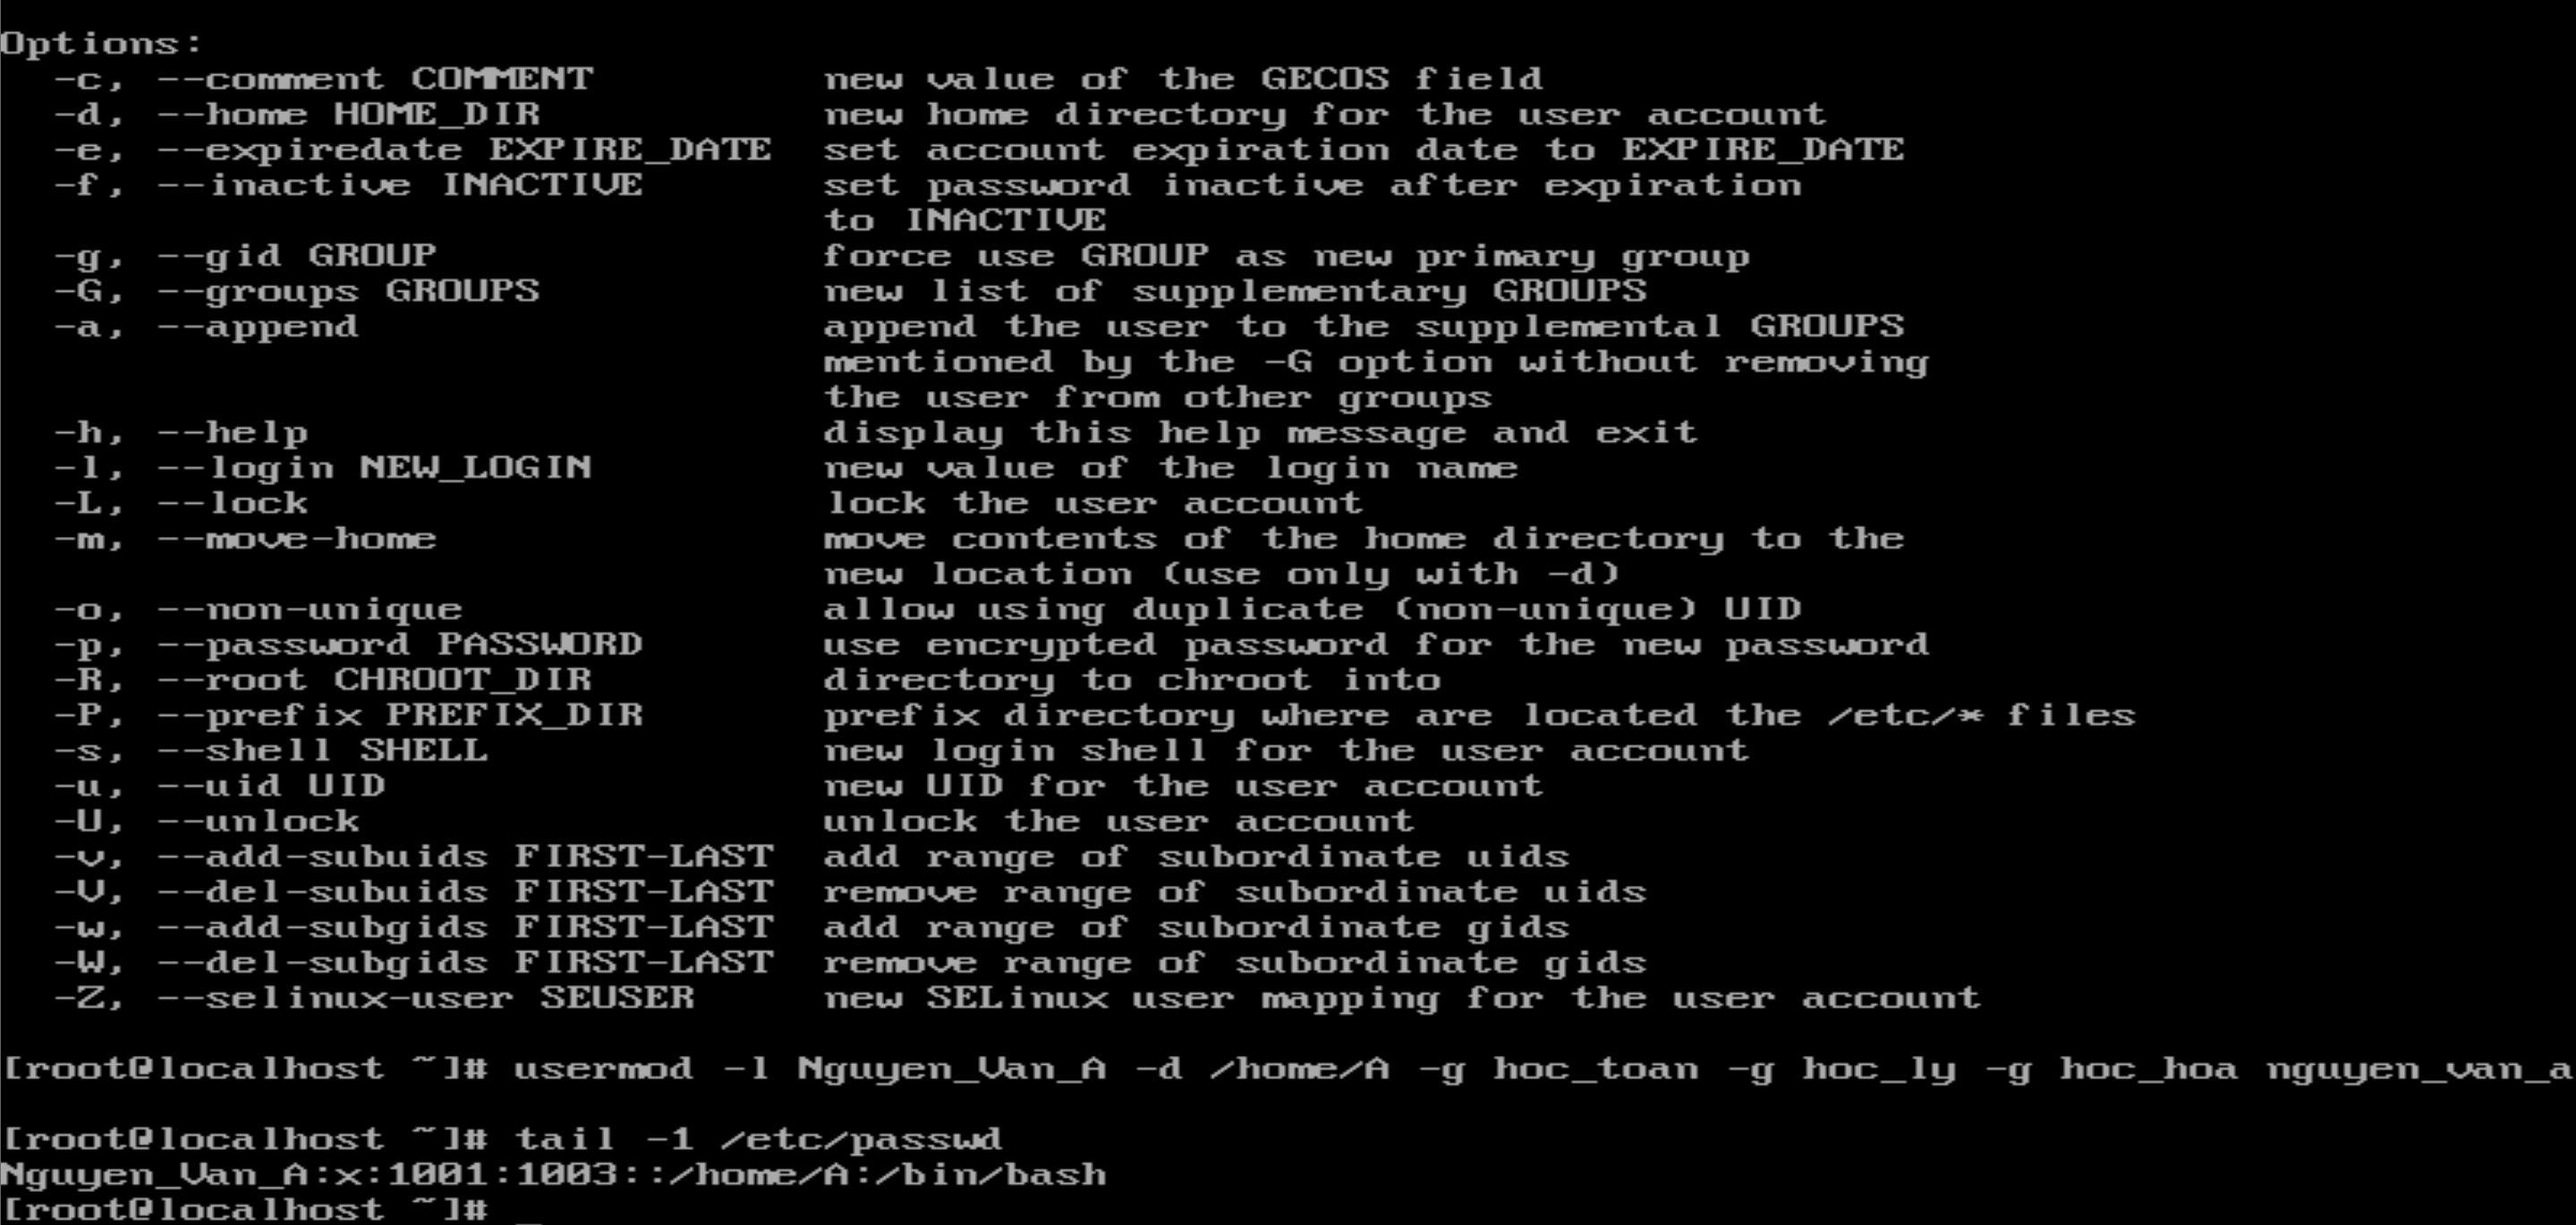 Options:
  -c, --comment COMMENT         new value of the GECOS field
  -d, --home HOME_DIR           new home directory for the user account
  -e, --expiredate EXPIRE_DATE  set account expiration date to EXPIRE_DATE
  -f, --inactive INACTIVE       set password inactive after expiration
                                to INACTIVE
  -g, --gid GROUP               force use GROUP as new primary group
  -G, --groups GROUPS           new list of supplementary GROUPS
  -a, --append                  append the user to the supplemental GROUPS
                                mentioned by the -G option without removing
                                the user from other groups
  -h, --help                    display this help message and exit
  -l, --login NEW_LOGIN         new value of the login name
  -L, --lock                    lock the user account
  -m, --move-home               move contents of the home directory to the
                                new location (use only with -d)
  -o, --non-unique              allow using duplicate (non-unique) UID
  -p, --password PASSWORD       use encrypted password for the new password
  -R, --root CHROOT_DIR         directory to chroot into
  -P, --prefix PREFIX_DIR       prefix directory where are located the /etc/* files
  -s, --shell SHELL             new login shell for the user account
  -u, --uid UID                 new UID for the user account
  -U, --unlock                  unlock the user account
  -v, --add-subuids FIRST-LAST  add range of subordinate uids
  -V, --del-subuids FIRST-LAST  remove range of subordinate uids
  -w, --add-subgids FIRST-LAST  add range of subordinate gids
  -W, --del-subgids FIRST-LAST  remove range of subordinate gids
  -Z, --selinux-user SEUSER     new SELinux user mapping for the user account
[root@localhost ~]# usermod -l Nguyen_Van_A -d /home/A -g hoc_toan -g hoc_ly -g hoc_hoa nguyen_van_a
[root@localhost ~]# tail -1 /etc/passwd
Nguyen_Van_A:x:1001:1003::/home/A:/bin/bash
[root@localhost ~]# _